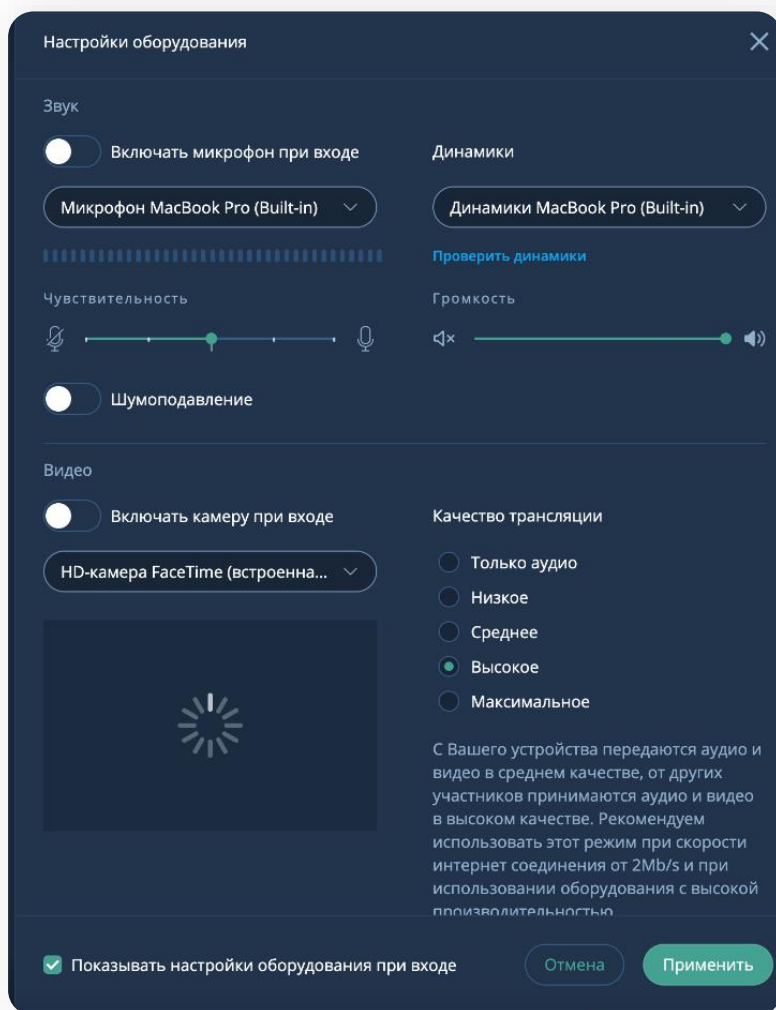 Настройки оборудования
Звук
Включать микрофон при входе
Динамики
Микрофон MacBook Pro (Built-in)
Динамики MacBook Pro (Built-in)
Проверить динамики
Чувствительность
Громкость
Шумоподавление
Видео
Включать камеру при входе
Качество трансляции
HD-камера FaceTime (встроенна...
Только аудио
Низкое
Среднее
Высокое
Максимальное
С Вашего устройства передаются аудио и
видео в среднем качестве, от других
участников принимаются аудио и видео
в высоком качестве. Рекомендуем
использовать этот режим при скорости
интернет соединения от 2Mb/s и при
использовании оборудования с высокой
производительностью
Показывать настройки оборудования при входе
Отмена
Применить